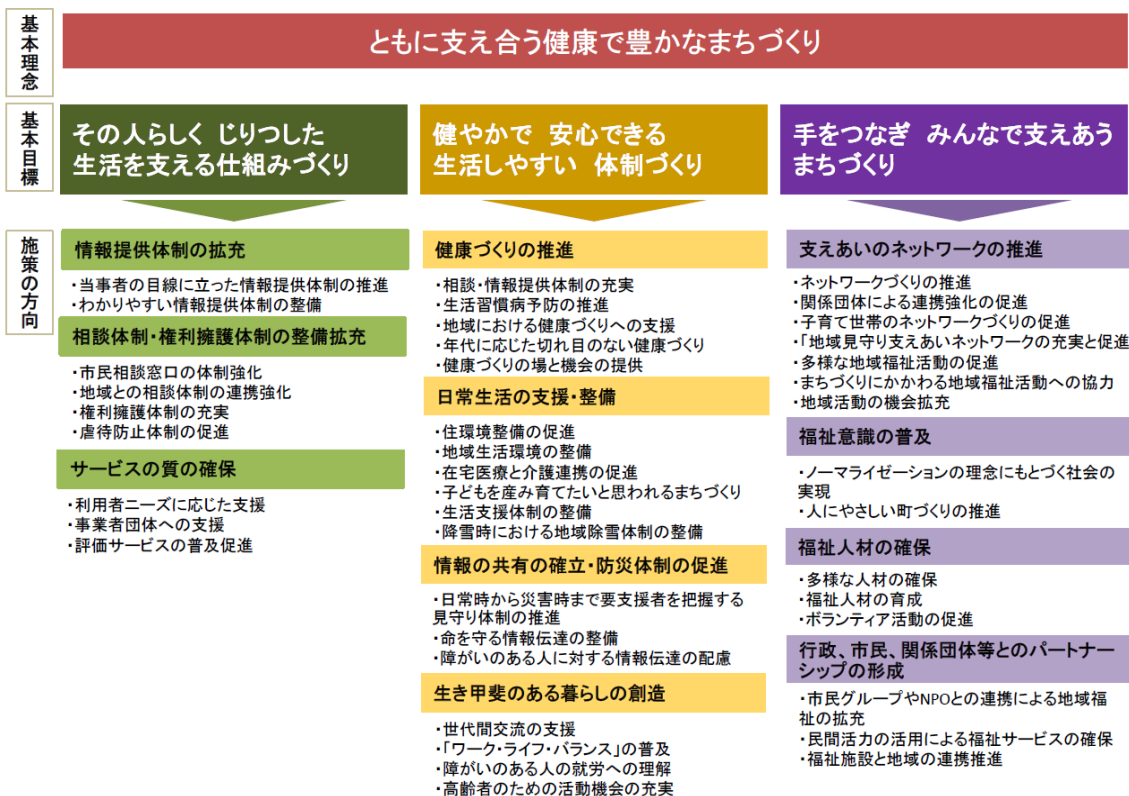 基本理念
ともに支え合う健康で豊かなまちづくり
基本目標
その人らしく じりつした
生活を支える仕組みづくり
健やかで 安心できる
生活しやすい 体制づくり
手をつなぎ みんなで支えあう
まちづくり
施策の方向
情報提供体制の拡充
・当事者の目線に立った情報提供体制の推進
・わかりやすい情報提供体制の整備
相談体制・権利擁護体制の整備拡充
・市民相談窓口の体制強化
・地域との相談体制の連携強化
・権利擁護体制の充実
・虐待防止体制の促進
サービスの質の確保
・利用者ニーズに応じた支援
・事業者団体への支援
・評価サービスの普及促進
健康づくりの推進
・相談・情報提供体制の充実
・生活習慣病予防の推進
・地域における健康づくりへの支援
・年代に応じた切れ目のない健康づくり
・健康づくりの場と機会の提供
日常生活の支援・整備
・住環境整備の促進
・地域生活環境の整備
・在宅医療と介護連携の促進
・子どもを産み育てたいと思われるまちづくり
・生活支援体制の整備
・降雪時における地域除雪体制の整備
情報の共有の確立・防災体制の促進
・日常時から災害時まで要支援者を把握する
見守り体制の推進
・命を守る情報伝達の整備
・障がいのある人に対する情報伝達の配慮
生き甲斐のある暮らしの創造
・世代間交流の支援
・「ワーク・ライフ・バランス」の普及
・障がいのある人の就労への理解
・高齢者のための活動機会の充実
支えあいのネットワークの推進
・ネットワークづくりの推進
・関係団体による連携強化の促進
・子育て世帯のネットワークづくりの促進
・「地域見守り支えあいネットワークの充実と促進
・多様な地域福祉活動の促進
・まちづくりにかかわる地域福祉活動への協力
・地域活動の機会拡充
福祉意識の普及
・ノーマライゼーションの理念にもとづく社会の
実現
・人にやさしい町づくりの推進
福祉人材の確保
・多様な人材の確保
・福祉人材の育成
・ボランティア活動の促進
行政、市民、関係団体等とのパートナー
シップの形成
・市民グループやNPOとの連携による地域福
祉の拡充
・民間活力の活用による福祉サービスの確保
・福祉施設と地域の連携推進